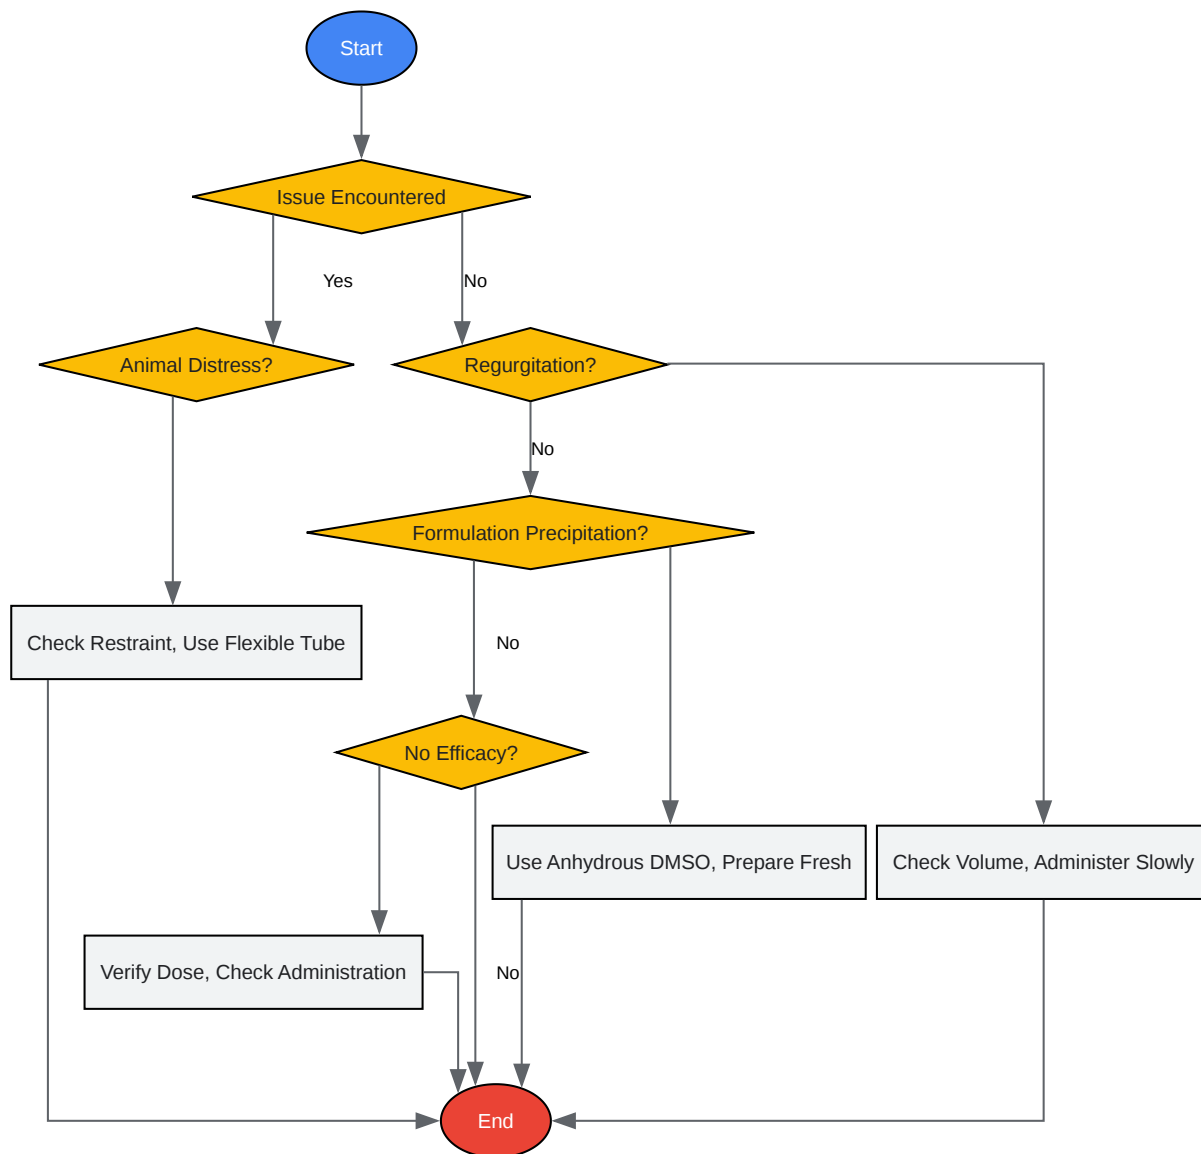 Start
Issue Encountered
Yes
No
Animal Distress?
Regurgitation?
No
Formulation Precipitation?
Check Restraint, Use Flexible Tube
No
No Efficacy?
Use Anhydrous DMSO, Prepare Fresh
Check Volume, Administer Slowly
Verify Dose, Check Administration
No
End